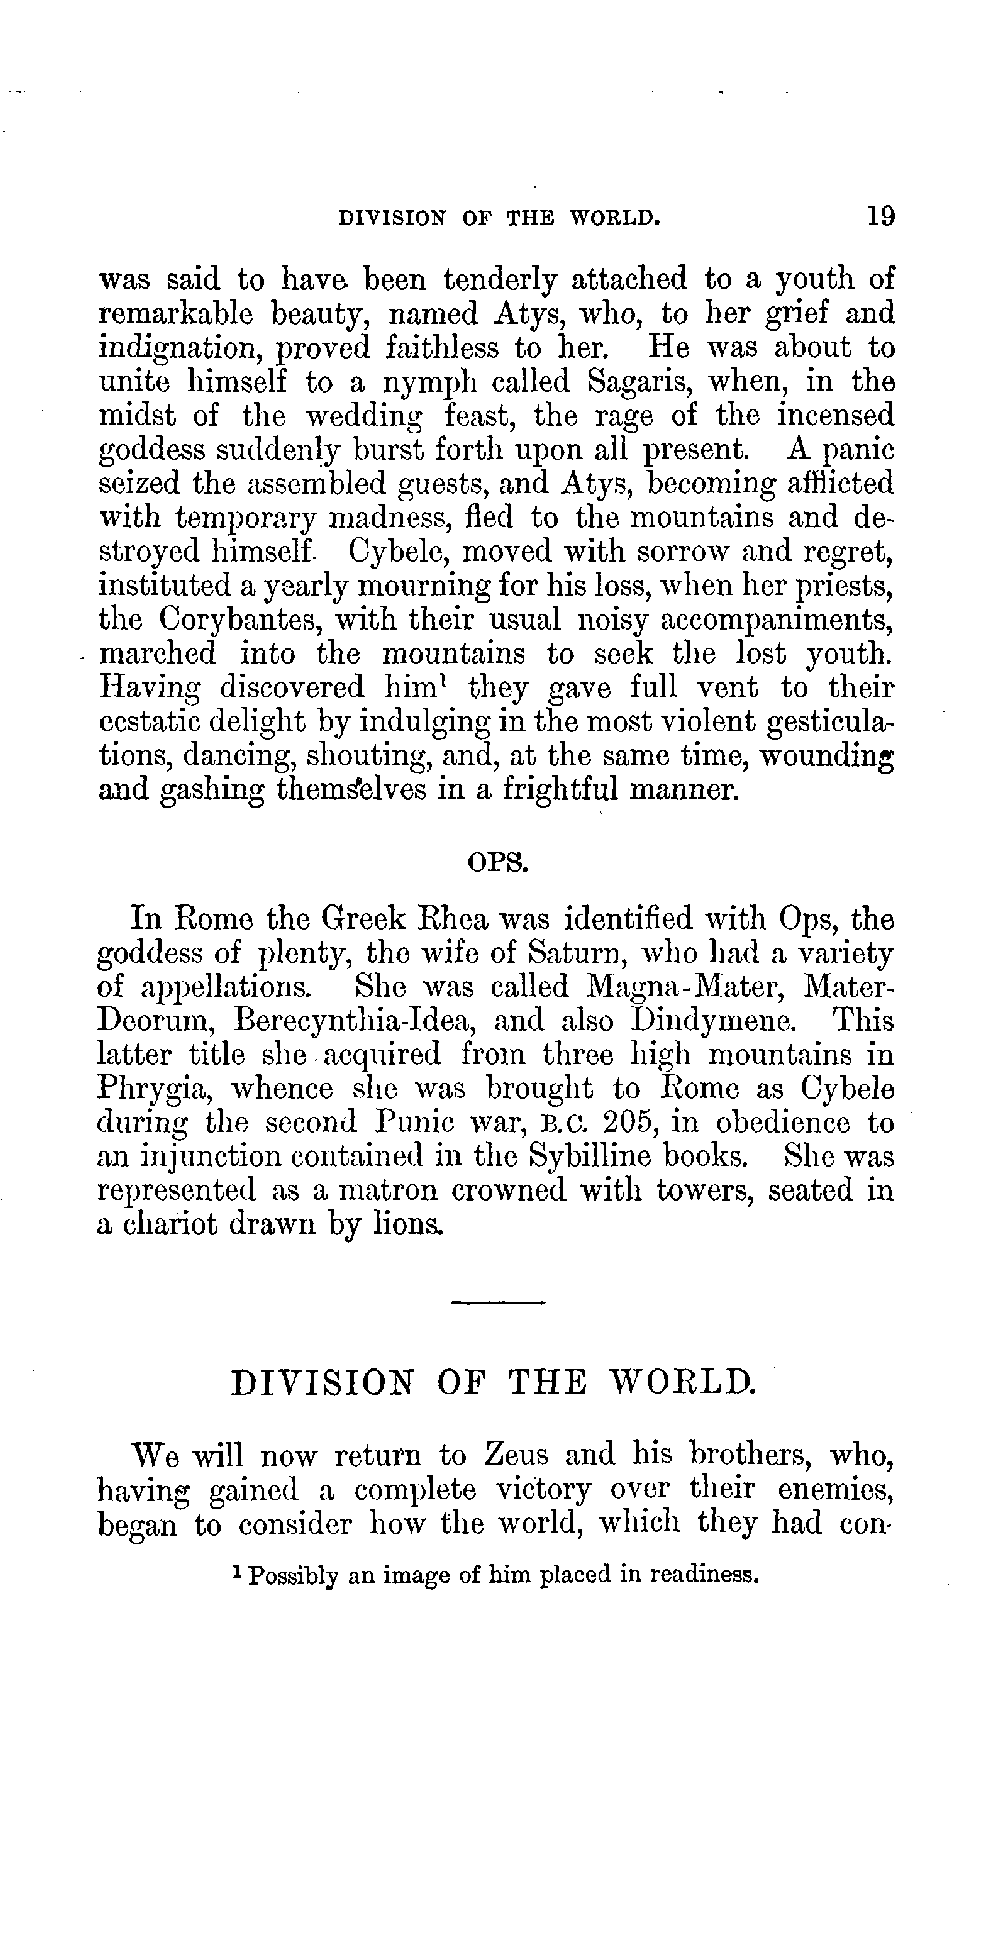 DIVISION OF THE WORLD. 19
was said to have been tenderly attached to a youth of
remarkable beauty, named Atys, who, to her grief and
indignation, proved faithless to her. He was about to
unite himself to a nymph called Sagaris, when, in the
midst of the wedding feast, the rage of the incensed
goddess suddenly burst forth upon all present. A panic
seized the assembled guests, and Atys, becoming afflicted
with temporary madness, fled to the mountains and de-
stroyed himself. Cybele, moved with sorrow and regret,
instituted a yearly mourning for his loss, when her priests,
the Corybantes, with their usual noisy accompaniments,
marched into the mountains to seek the lost youth.
Having discovered him¹ they gave full vent to their
ecstatic delight by indulging in the most violent gesticula-
tions, dancing, shouting, and, at the same time, wounding
and gashing themselves in a frightful manner.
OPS.
In Rome the Greek Rhea was identified with Ops, the
goddess of plenty, the wife of Saturn, who had a variety
of appellations. She was called Magna-Mater, Mater-
Deorum, Berecynthia-Idea, and also Dindymene. This
latter title she acquired from three high mountains in
Phrygia, whence she was brought to Rome as Cybele
during the second Punic war, B.C. 205, in obedience to
an injunction contained in the Sybilline books. She was
represented as a matron crowned with towers, seated in
a chariot drawn by lions.
DIVISION OF THE WORLD.
We will now return to Zeus and his brothers, who,
having gained a complete victory over their enemies,
began to consider how the world, which they had con-
¹ Possibly an image of him placed in readiness.